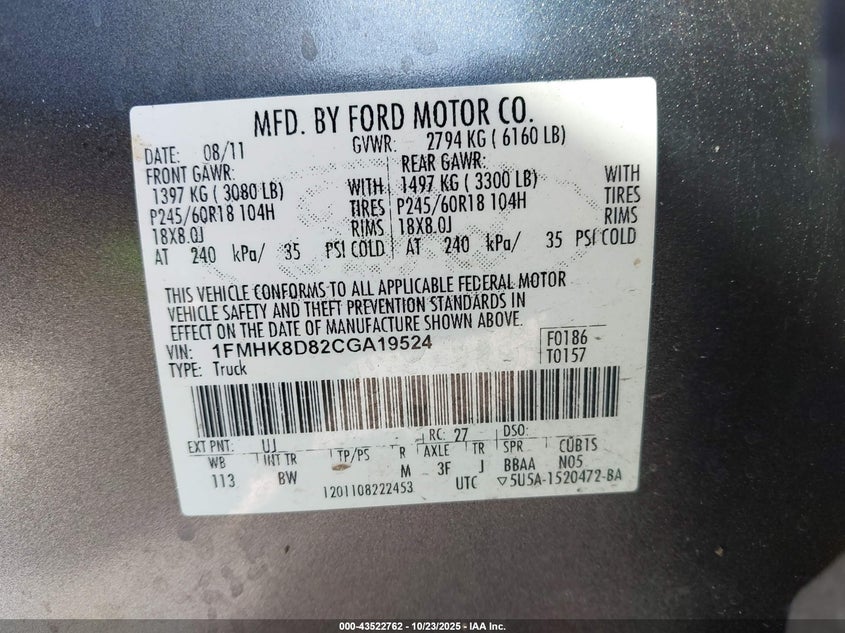 MFD. BY FORD MOTOR CO.
DATE: 08/11 GVWR: 2794 KG ( 6160 LB)
FRONT GAWR: REAR GAWR:
1397 KG ( 3080 LB) WITH 1497 KG ( 3300 LB) WITH
P245/60R18 104H TIRES P245/60R18 104H TIRES
18X8.0J RIMS 18X8.0J RIMS
AT 240 kPa/ 35 PSI COLD AT 240 kPa/ 35 PSI COLD
THIS VEHICLE CONFORMS TO ALL APPLICABLE FEDERAL MOTOR
VEHICLE SAFETY AND THEFT PREVENTION STANDARDS IN
EFFECT ON THE DATE OF MANUFACTURE SHOWN ABOVE.
VIN: 1FMHK8D82CGA19524 F0186
TYPE: Truck T0157
EXT PNT: UJ RC: 27 DSO:
WB INT TR TP/PS R AXLE TR SPR CUB1S
113 BW M 3F J BBAA N05
1201108222453 UTC ▽5U5A-1520472-BA
000-43522762 - 10/23/2025 - IAA Inc.